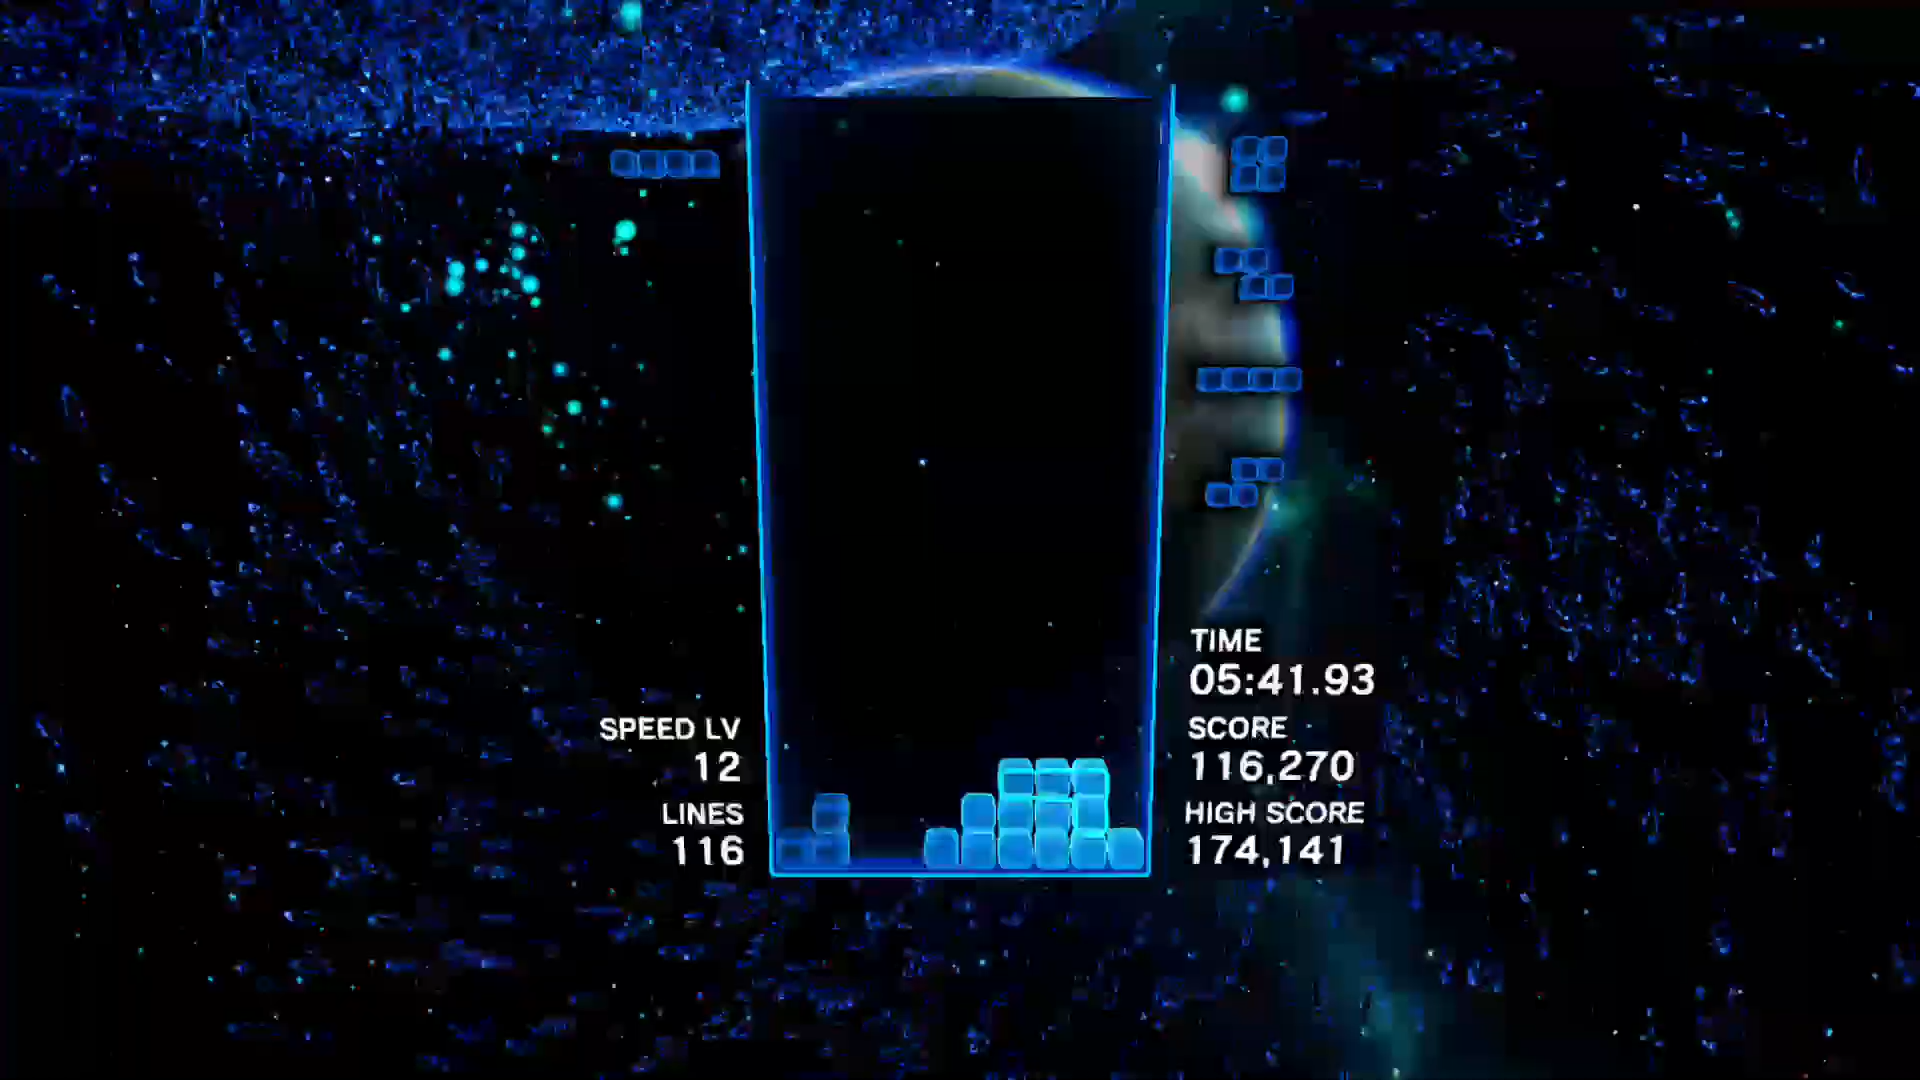 SPEED LV
12
LINES
116
TIME
05:41.93
SCORE
116,270
HIGH SCORE
174,141